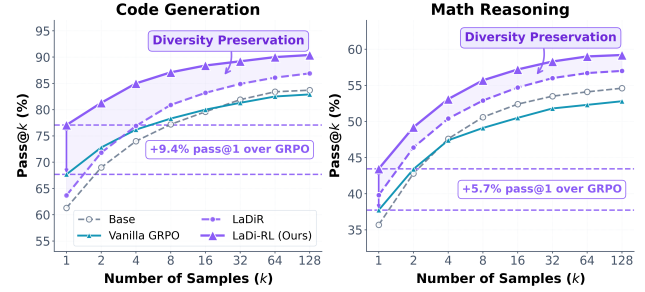 Code Generation
Pass@k (%)
95
90
85
80
75
70
65
60
55
Diversity Preservation
+9.4% pass@1 over GRPO
Base
Vanilla GRPO
LaDiR
LaDi-RL (Ours)
1 2 4 8 16 32 64 128
Number of Samples (k)
Math Reasoning
Pass@k (%)
60
55
50
45
40
35
Diversity Preservation
+5.7% pass@1 over GRPO
1 2 4 8 16 32 64 128
Number of Samples (k)